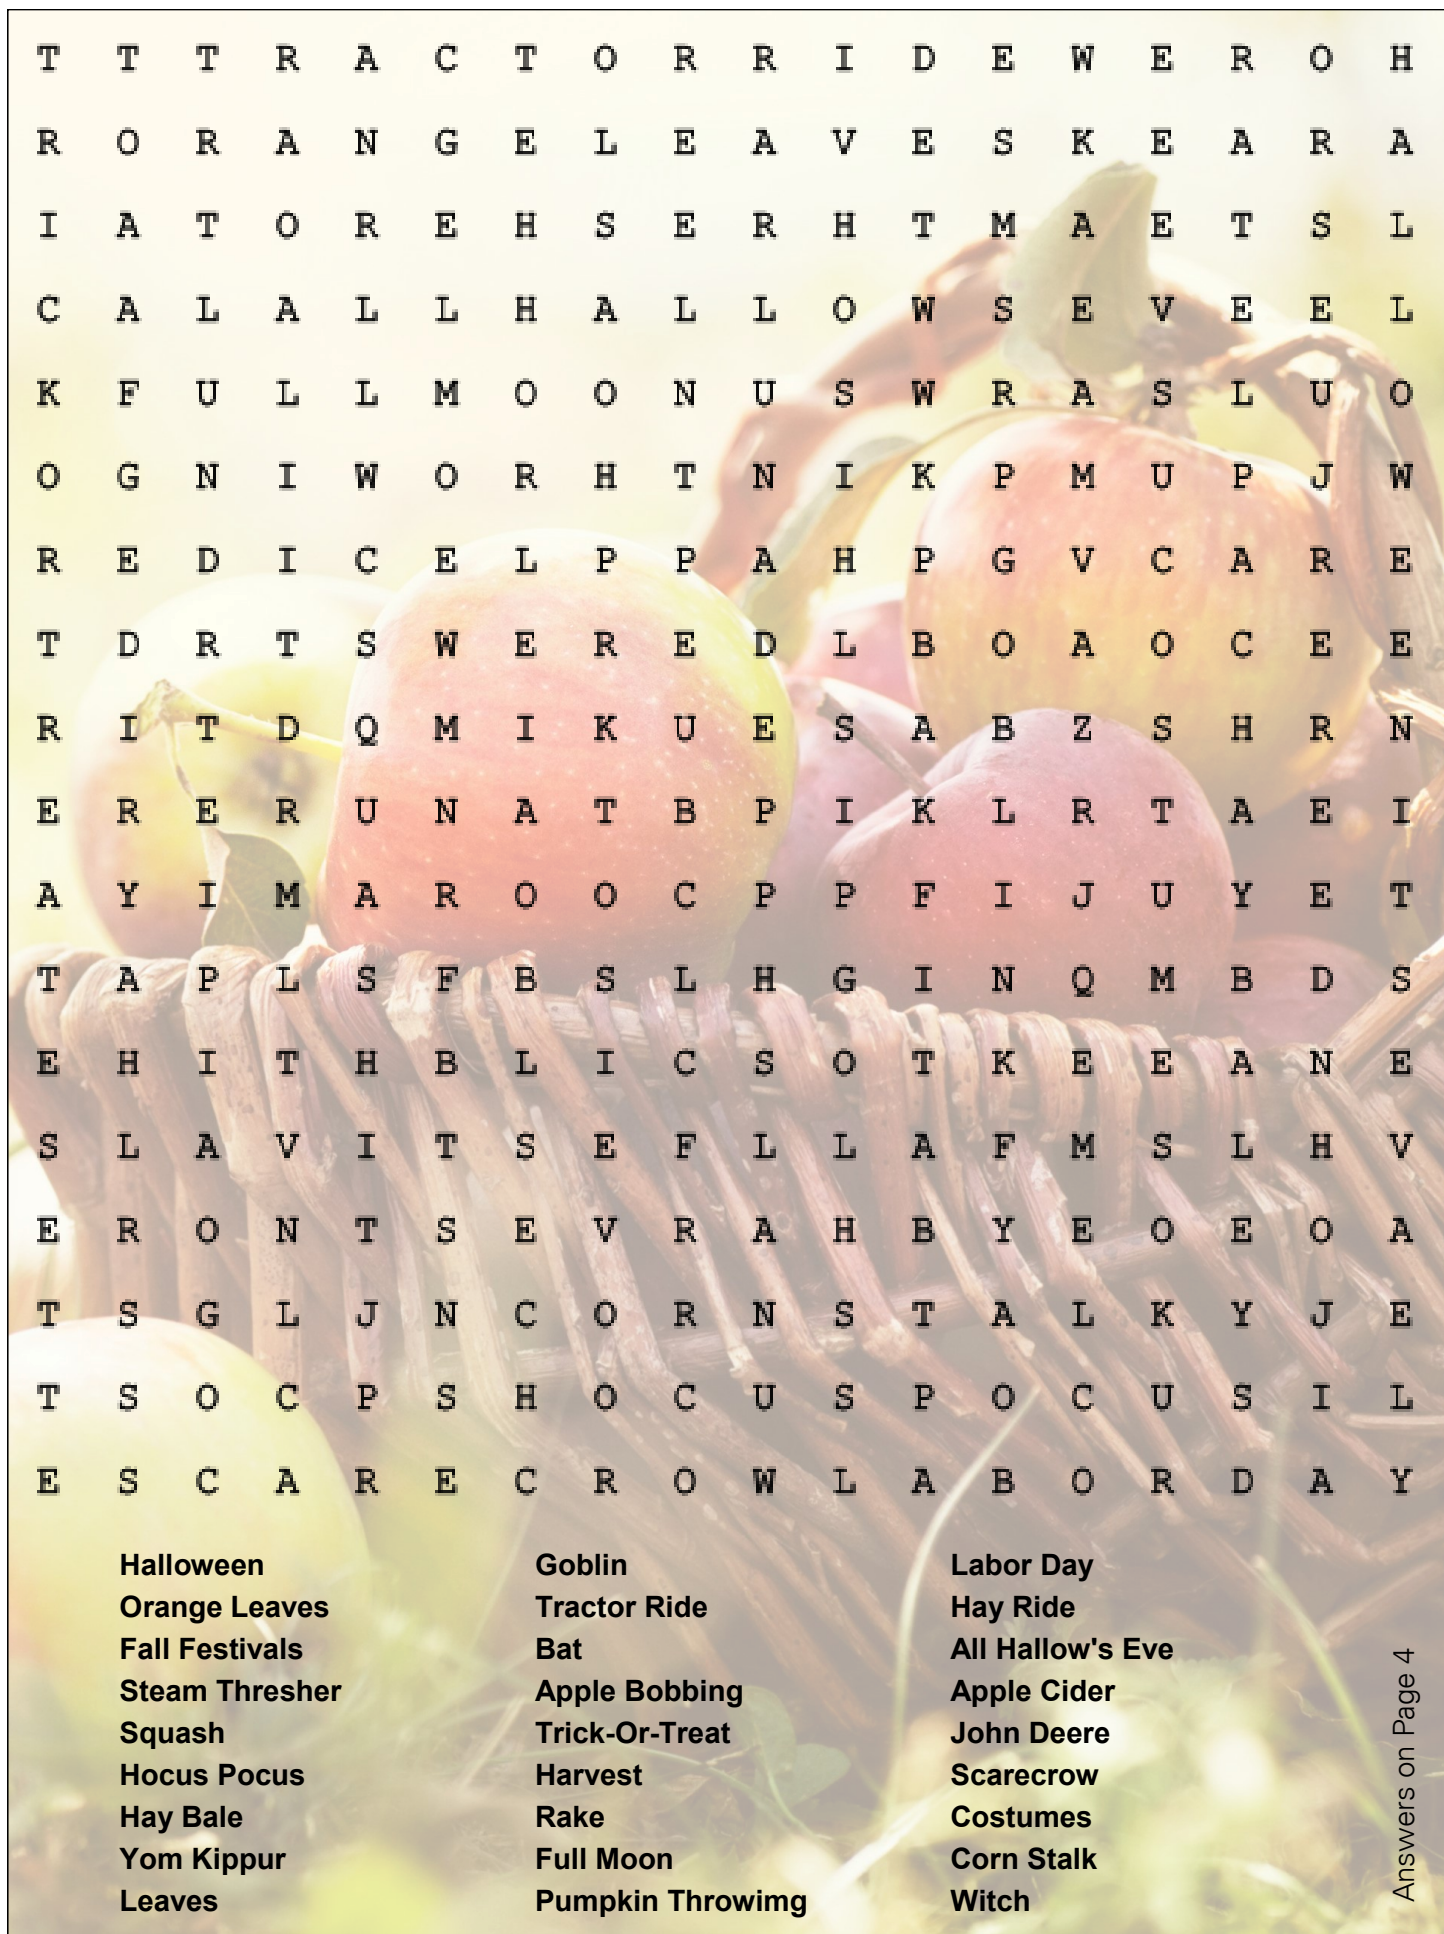 T T T R A C T O R R I D E W E R O H
R O R A N G E L E A V E S K E A R A
I A T O R E H S E R H T M A E T S L
C A L A L L H A L L O W S E V E E L
K F U L L M O O N U S W R A S L U O
O G N I W O R H T N I K P M U P J W
R E D I C E L P P A H P G V C A R E
T D R T S W E R E D L B O A O C E E
R I T D Q M I K U E S A B Z S H R N
E R E R U N A T B P I K L R T A E I
A Y I M A R O O C P P F I J U Y E T
T A P L S F B S L H G I N Q M B D S
E H I T H B L I C S O T K E E A N E
S L A V I T S E F L L A F M S L H V
E R O N T S E V R A H B Y E O E O A
T S G L J N C O R N S T A L K Y J E
T S O C P S H O C U S P O C U S I L
E S C A R E C R O W L A B O R D A Y
Halloween Goblin Labor Day
Orange Leaves Tractor Ride Hay Ride
Fall Festivals Bat All Hallow's Eve
Steam Thresher Apple Bobbing Apple Cider
Squash Trick-Or-Treat John Deere
Hocus Pocus Harvest Scarecrow
Hay Bale Rake Costumes
Yom Kippur Full Moon Corn Stalk
Leaves Pumpkin Throwimg Witch
Answers on Page 4